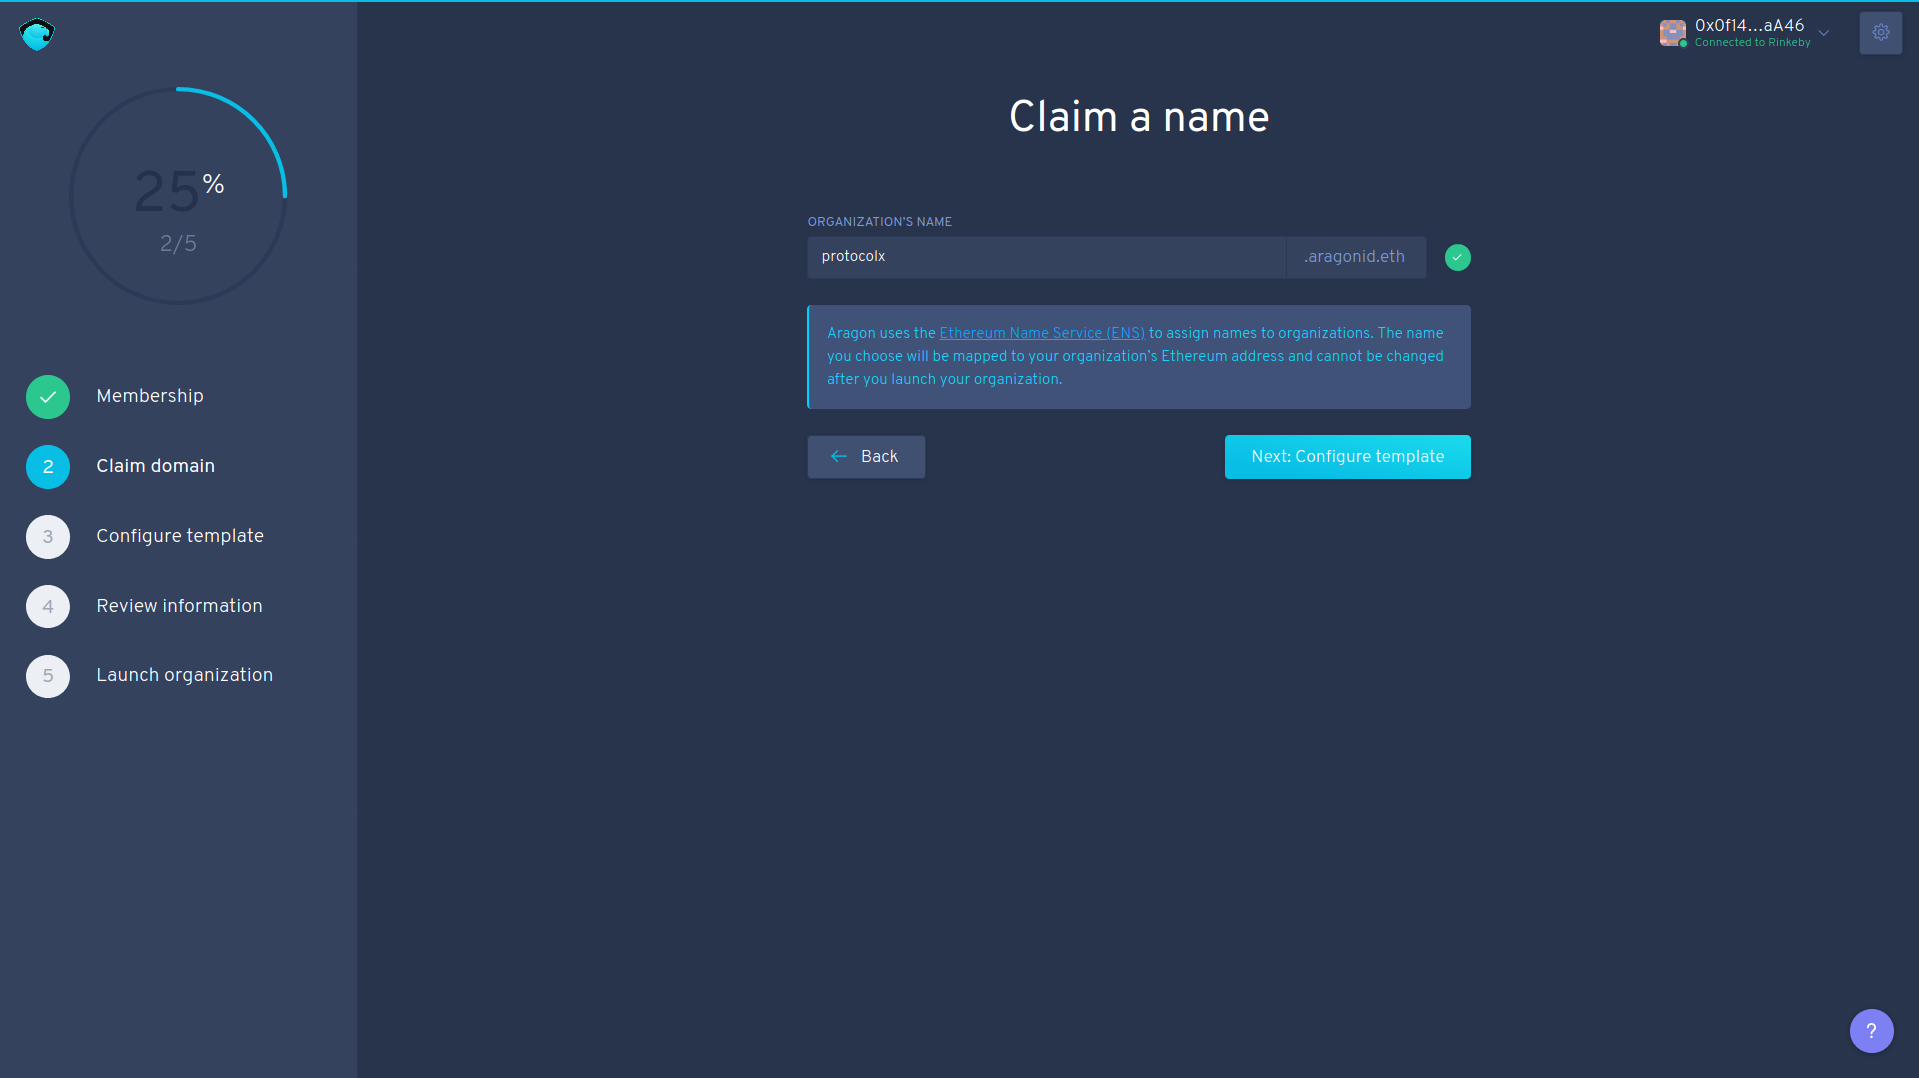 0x0f14...aA46
Connected to Rinkeby
25%
2/5
Membership
2 Claim domain
3 Configure template
4 Review information
5 Launch organization
Claim a name
ORGANIZATION'S NAME
protocolx .aragonid.eth
Aragon uses the Ethereum Name Service (ENS) to assign names to organizations. The name
you choose will be mapped to your organization's Ethereum address and cannot be changed
after you launch your organization.
Back
Next: Configure template
?